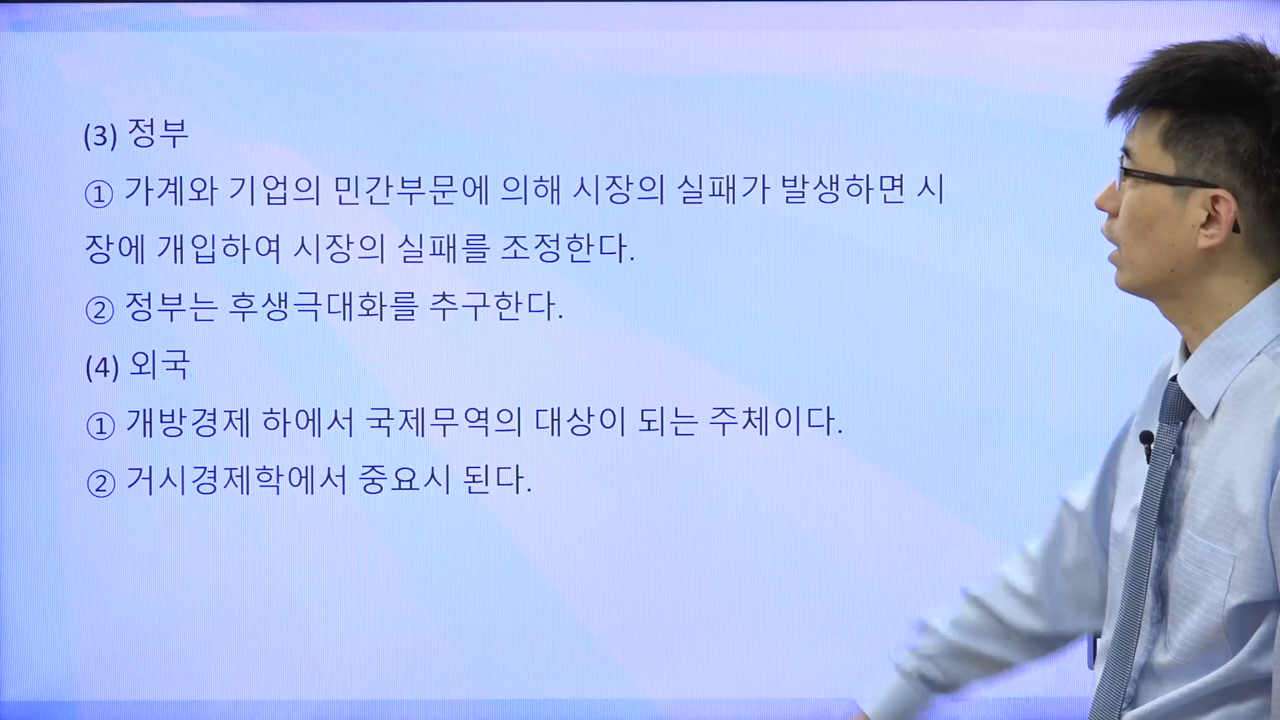 (3) 정부
① 가계와 기업의 민간부문에 의해 시장의 실패가 발생하면 시
장에 개입하여 시장의 실패를 조정한다.
② 정부는 후생극대화를 추구한다.
(4) 외국
① 개방경제 하에서 국제무역의 대상이 되는 주체이다.
② 거시경제학에서 중요시 된다.